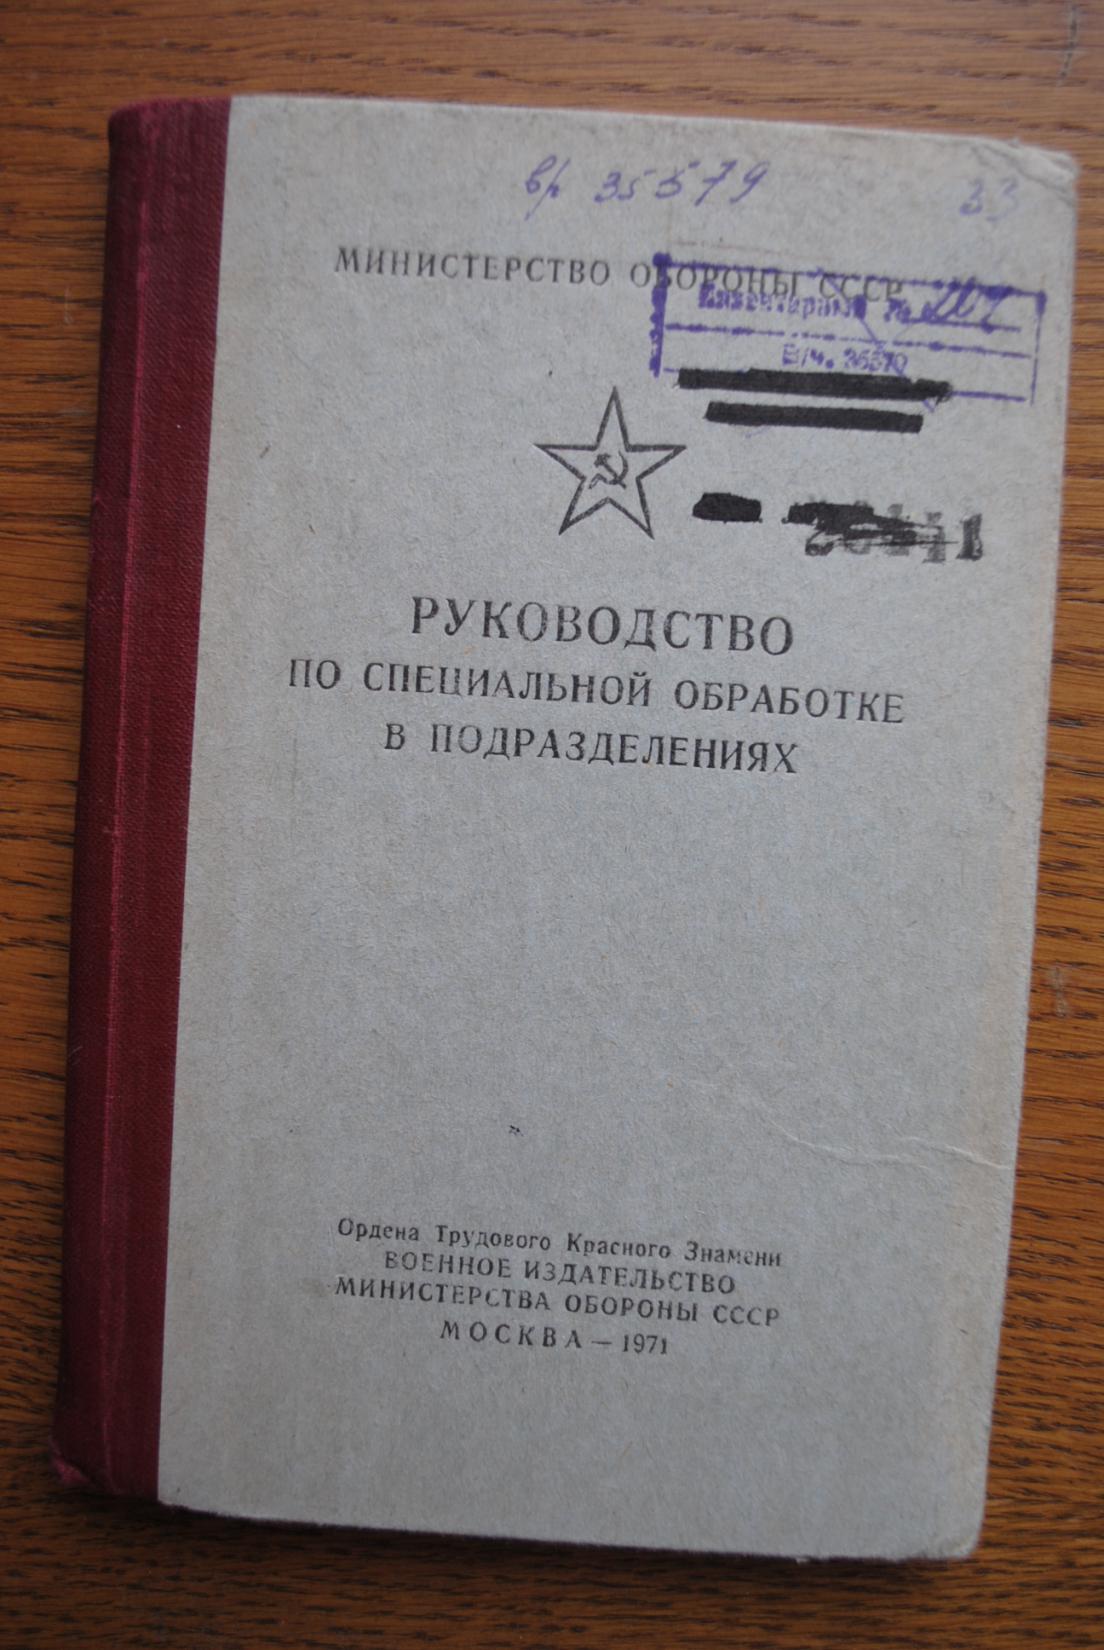 вр 35579 33
МИНИСТЕРСТВО ОБОРОНЫ СССР
В/ч.
РУКОВОДСТВО
ПО СПЕЦИАЛЬНОЙ ОБРАБОТКЕ
В ПОДРАЗДЕЛЕНИЯХ
Ордена Трудового Красного Знамени
ВОЕННОЕ ИЗДАТЕЛЬСТВО
МИНИСТЕРСТВА ОБОРОНЫ СССР
МОСКВА — 1971